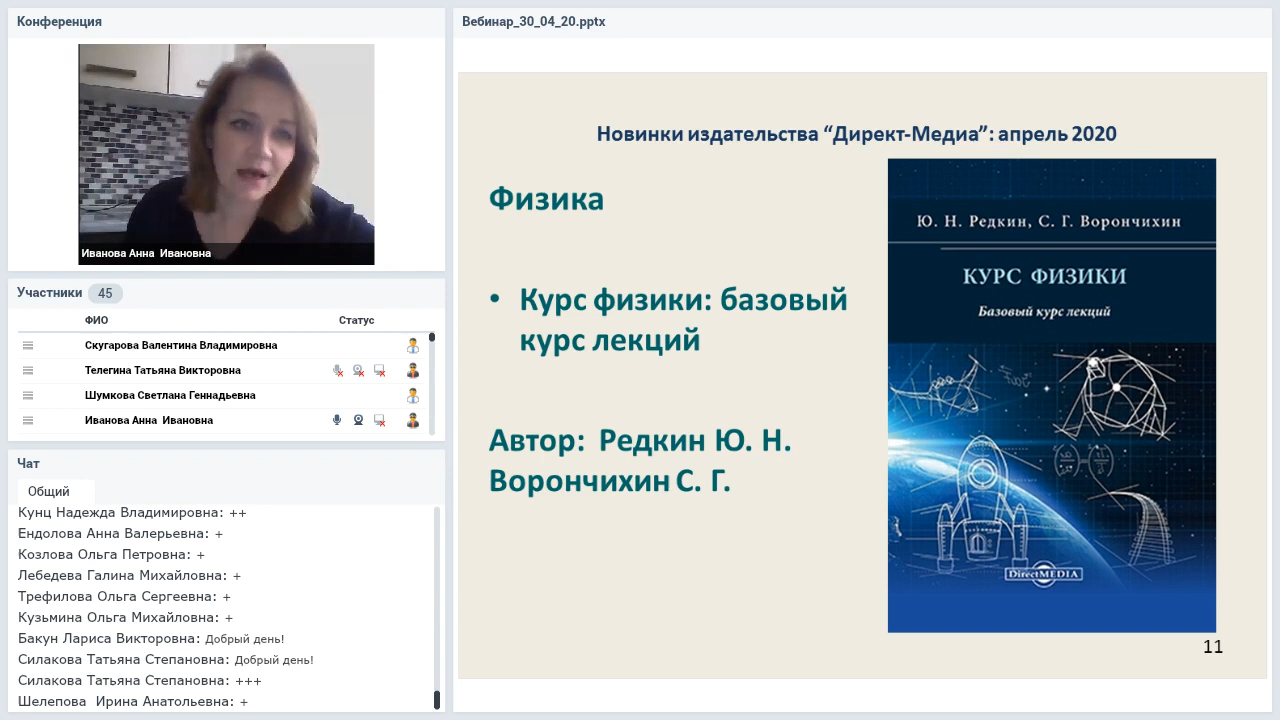 Конференция
Иванова Анна  Ивановна
Участники 45
ФИО Статус
Скугарова Валентина Владимировна
Телегина Татьяна Викторовна
Шумкова Светлана Геннадьевна
Иванова Анна  Ивановна
Чат
Общий
Кунц Надежда Владимировна: ++
Ендолова Анна Валерьевна: +
Козлова Ольга Петровна: +
Лебедева Галина Михайловна: +
Трефилова Ольга Сергеевна: +
Кузьмина Ольга Михайловна: +
Бакун Лариса Викторовна: Добрый день!
Силакова Татьяна Степановна: Добрый день!
Силакова Татьяна Степановна: +++
Шелепова  Ирина Анатольевна: +
Вебинар_30_04_20.pptx
Новинки издательства “Директ-Медиа”: апрель 2020
Физика
• Курс физики: базовый
курс лекций
Автор:  Редкин Ю. Н.
Ворончихин С. Г.
Ю. Н. Редкин, С. Г. Ворончихин
КУРС ФИЗИКИ
Базовый курс лекций
DirectMEDIA
11